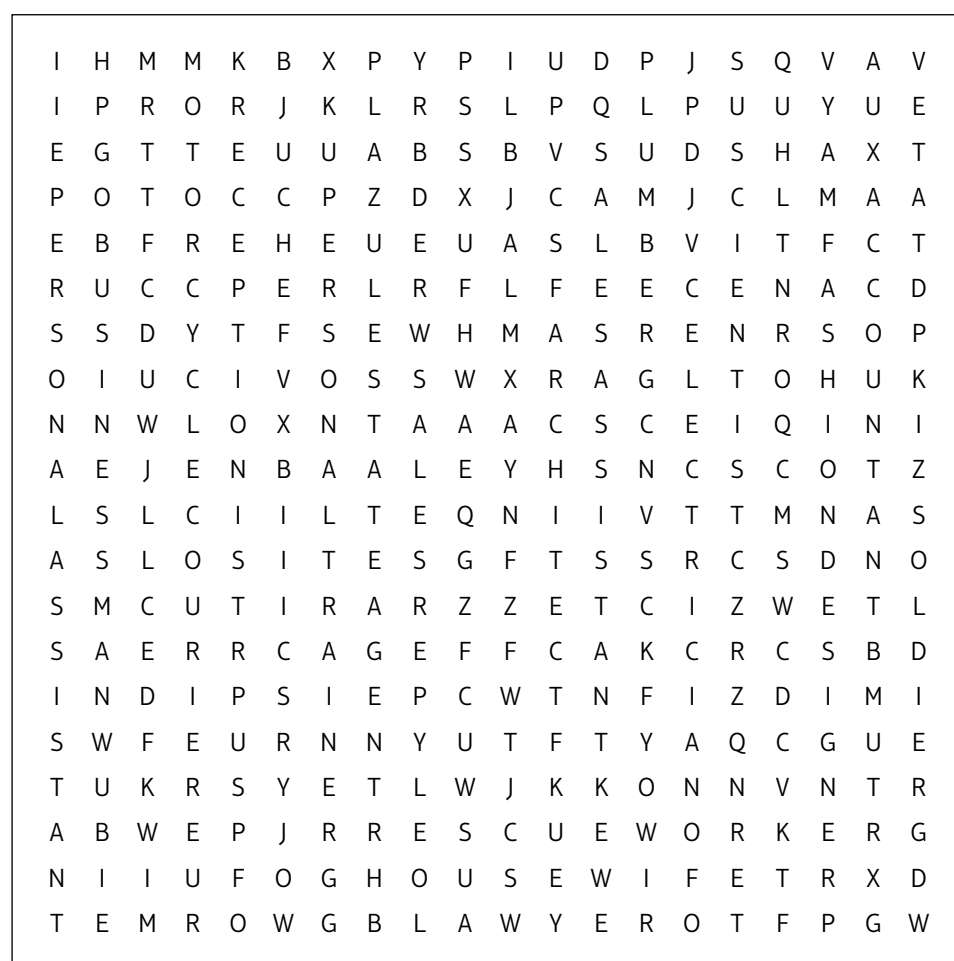 I H M M K B X P Y P I U D P J S Q V A V
I P R O R J K L R S L P Q L P U U Y U E
E G T T E U U A B S B V S U D S H A X T
P O T O C C P Z D X J C A M J C L M A A
E B F R E H E U E U A S L B V I T F C T
R U C C P E R L R F L F E E C E N A C D
S S D Y T F S E W H M A S R E N R S O P
O I U C I V O S S W X R A G L T O H U K
N N W L O X N T A A A C S C E I Q I N I
A E J E N B A A L E Y H S N C S C O T Z
L S L C I I L T E Q N I I V T T M N A S
A S L O S I T E S G F T S S R C S D N O
S M C U T I R A R Z Z E T C I Z W E T L
S A E R R C A G E F F C A K C R C S B D
I N D I P S I E P C W T N F I Z D I M I
S W F E U R N N Y U T F T Y A Q C G U E
T U K R S Y E T L W J K K O N N V N T R
A B W E P J R R E S C U E W O R K E R G
N I I U F O G H O U S E W I F E T R X D
T E M R O W G B L A W Y E R O T F P G W